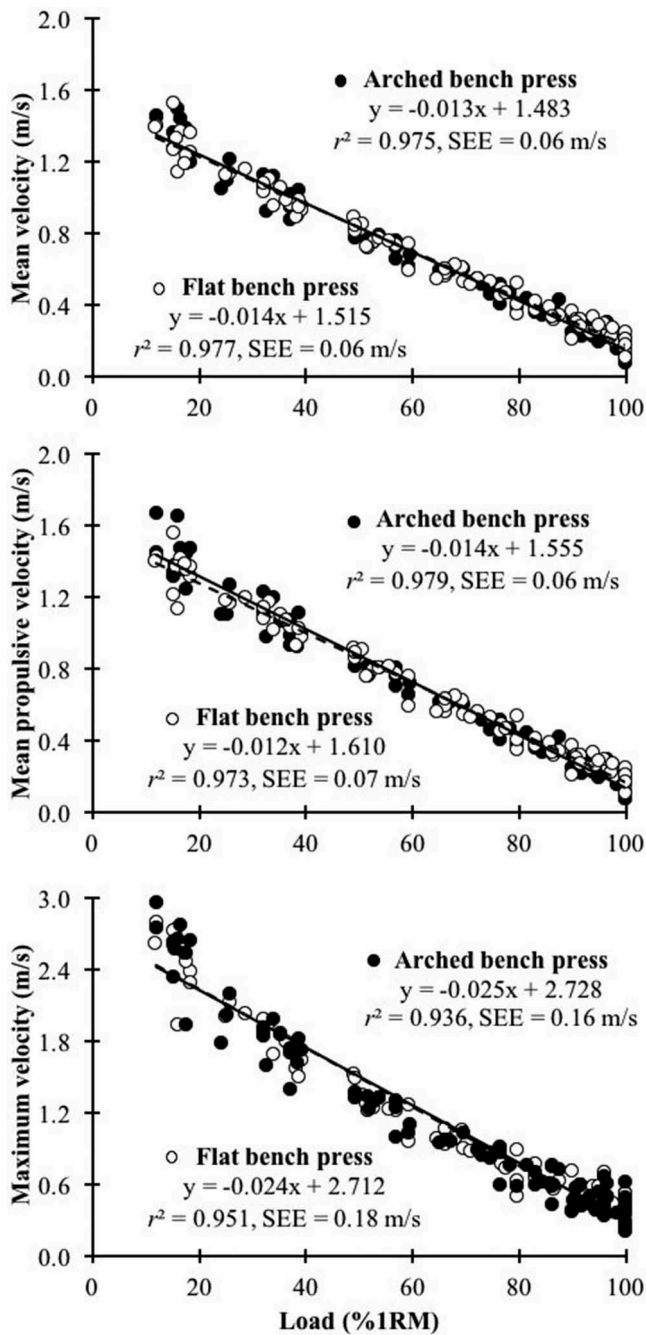 2.0
Mean velocity (m/s)
1.6
1.2
0.8
0.4
0.0
● Arched bench press
y = -0.013x + 1.483
r² = 0.975, SEE = 0.06 m/s
○ Flat bench press
y = -0.014x + 1.515
r² = 0.977, SEE = 0.06 m/s
0 20 40 60 80 100
2.0
Mean propulsive velocity (m/s)
1.6
1.2
0.8
0.4
0.0
● Arched bench press
y = -0.014x + 1.555
r² = 0.979, SEE = 0.06 m/s
○ Flat bench press
y = -0.012x + 1.610
r² = 0.973, SEE = 0.07 m/s
0 20 40 60 80 100
3.0
Maximum velocity (m/s)
2.4
1.8
1.2
0.6
0.0
● Arched bench press
y = -0.025x + 2.728
r² = 0.936, SEE = 0.16 m/s
○ Flat bench press
y = -0.024x + 2.712
r² = 0.951, SEE = 0.18 m/s
0 20 40 60 80 100
Load (%1RM)